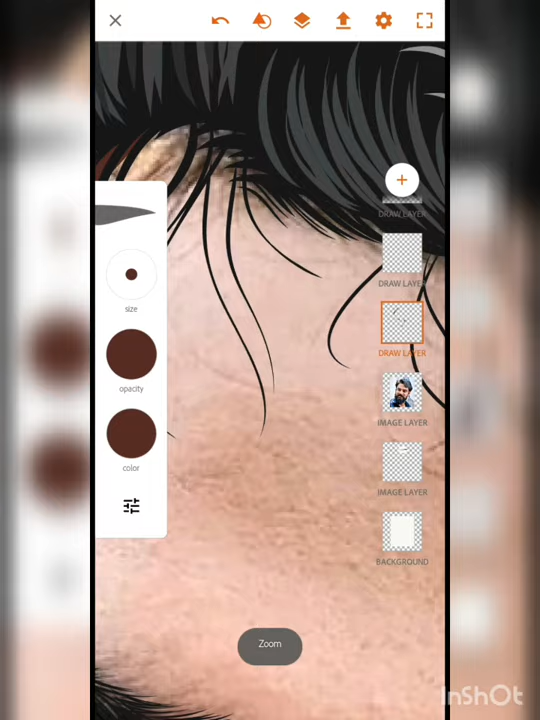 DRAW LAYER
DRAW LAYER
size
DRAW LAYER
opacity
IMAGE LAYER
color
IMAGE LAYER
BACKGROUND
Zoom
InShOt